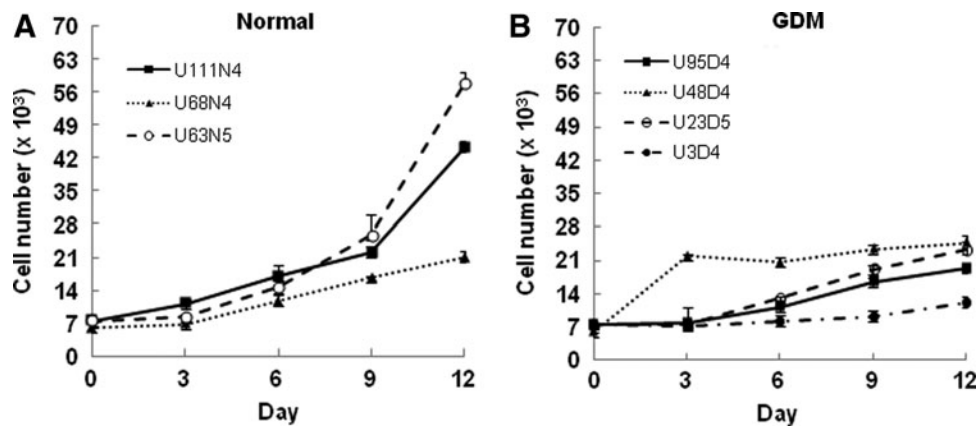 A
Normal
Cell number (x 10³)
70
63
56
49
42
35
28
21
14
7
0
U111N4
U68N4
U63N5
0 3 6 9 12
Day
B
GDM
Cell number (x 10³)
70
63
56
49
42
35
28
21
14
7
0
U95D4
U48D4
U23D5
U3D4
0 3 6 9 12
Day